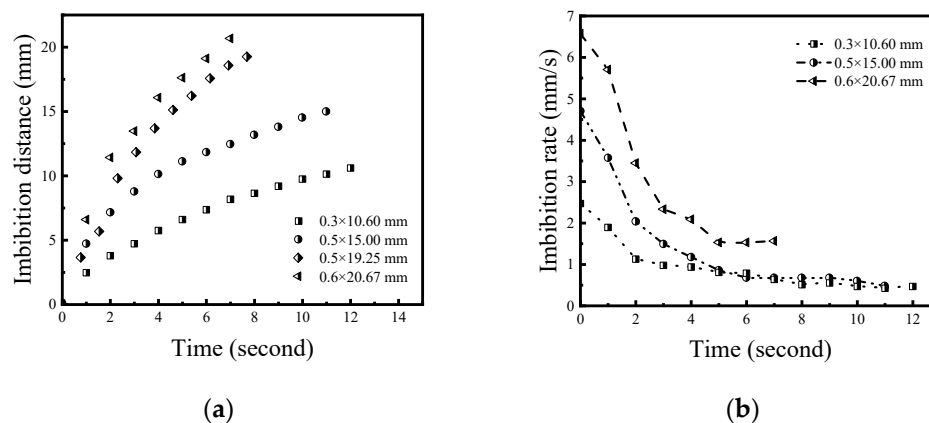 20
15
10
5
0
Imbibition distance (mm)
0.3×10.60 mm
0.5×15.00 mm
0.5×19.25 mm
0.6×20.67 mm
0 2 4 6 8 10 12 14
Time (second)
(a)
7
6
5
4
3
2
1
0
Imbibition rate (mm/s)
0.3×10.60 mm
0.5×15.00 mm
0.6×20.67 mm
0 2 4 6 8 10 12
Time (second)
(b)